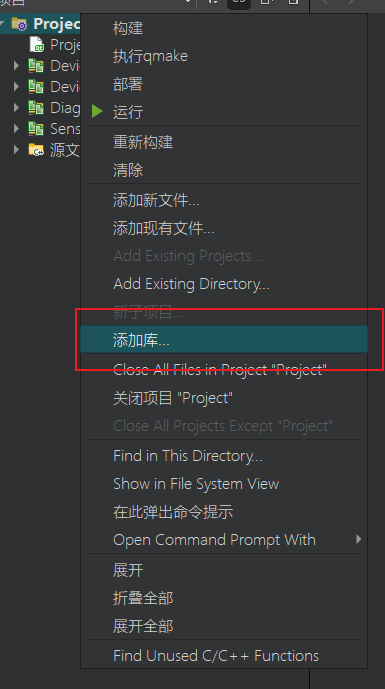 项目
Projec
Proje
Devi
Devi
Diag
Sens
源文
构建
执行qmake
部署
运行
重新构建
清除
添加新文件...
添加现有文件...
Add Existing Projects...
Add Existing Directory...
新子项目...
添加库...
Close All Files in Project "Project"
关闭项目 "Project"
Close All Projects Except "Project"
Find in This Directory...
Show in File System View
在此弹出命令提示
Open Command Prompt With
展开
折叠全部
展开全部
Find Unused C/C++ Functions